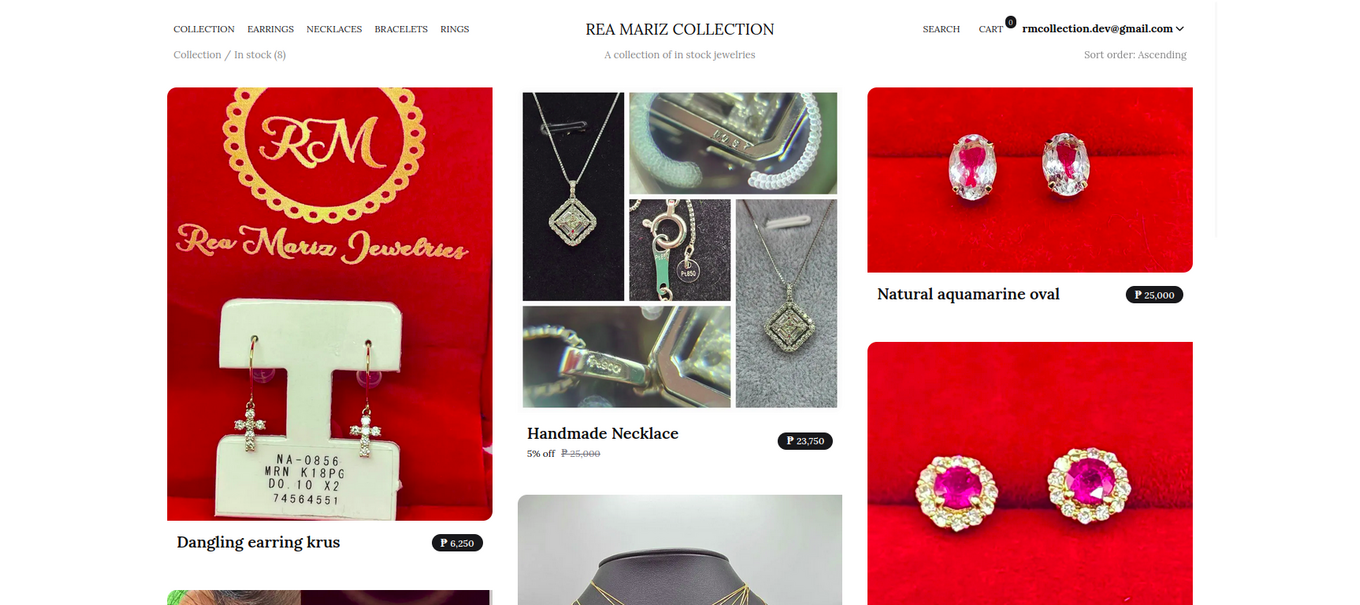 COLLECTION EARRINGS NECKLACES BRACELETS RINGS
REA MARIZ COLLECTION
SEARCH CART 0 rmcollection.dev@gmail.com
Collection / In stock (8)
A collection of in stock jewelries
Sort order: Ascending
RM
Rea Mariz Jewelries
NA-0856
MRN K18PG
D0.10 X2
74564551
Dangling earring krus
₱ 6,250
Pt850
Handmade Necklace
₱ 23,750
5% off ₱ 25,000
Natural aquamarine oval
₱ 25,000